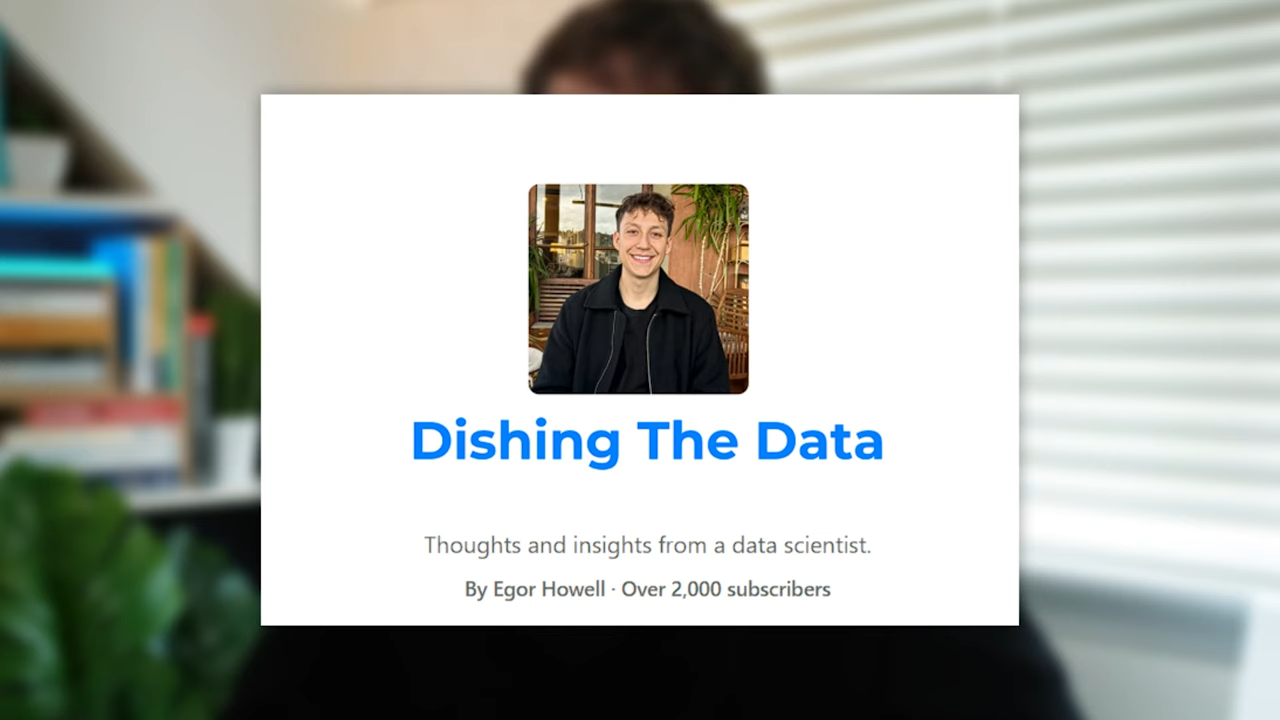 Dishing The Data
Thoughts and insights from a data scientist.
By Egor Howell · Over 2,000 subscribers